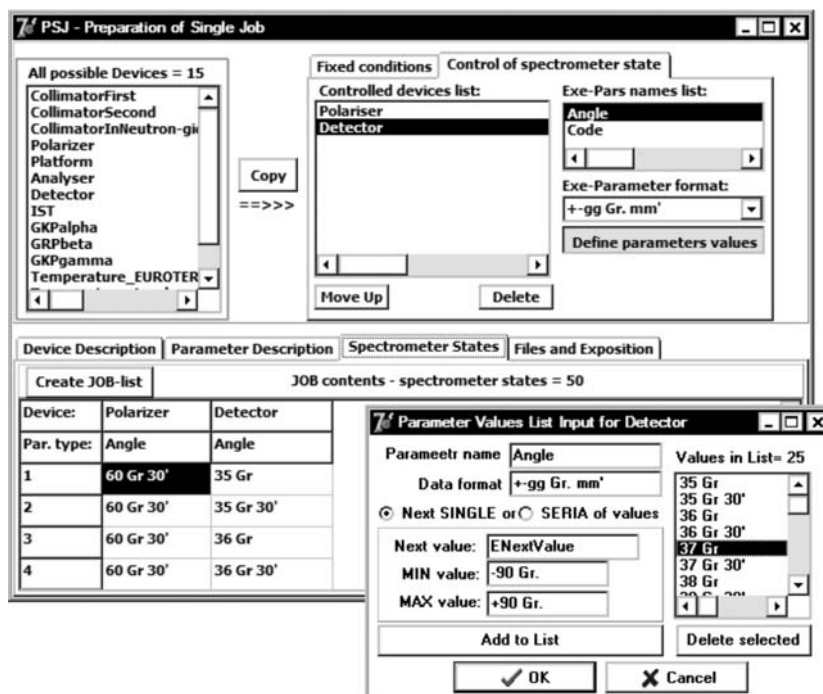 PSJ - Preparation of Single Job
All possible Devices = 15
CollimatorFirst
CollimatorSecond
CollimatorInNeutron-gi
Polarizer
Platform
Analyser
Detector
IST
GKPalpha
GRPbeta
GKPgamma
Temperature_EUROTER
Copy
==>>>
Fixed conditions
Control of spectrometer state
Controlled devices list:
Polariser
Detector
Move Up
Delete
Exe-Pars names list:
Angle
Code
Exe-Parameter format:
+-gg Gr. mm'
Define parameters values
Device Description
Parameter Description
Spectrometer States
Files and Exposition
Create JOB-list
JOB contents - spectrometer states = 50
Device: Polarizer Detector
Par. type: Angle Angle
1 60 Gr 30' 35 Gr
2 60 Gr 30' 35 Gr 30'
3 60 Gr 30' 36 Gr
4 60 Gr 30' 36 Gr 30'
Parameter Values List Input for Detector
Parameetr name Angle
Data format +-gg Gr. mm'
Next SINGLE or SERIA of values
Next value: ENextValue
MIN value: -90 Gr.
MAX value: +90 Gr.
Add to List
Values in List= 25
35 Gr
35 Gr 30'
36 Gr
36 Gr 30'
37 Gr
37 Gr 30'
38 Gr
Delete selected
OK
Cancel